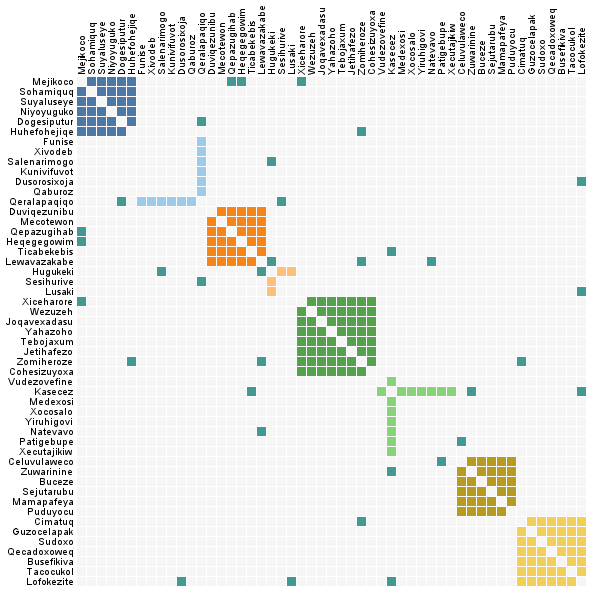 Mejikoco
Sohamiquq
Suyaluseye
Niyoyuguko
Dogesiputur
Huhefohejiqe
Funise
Xivodeb
Salenarimogo
Kunivifuvot
Dusorosixoja
Qaburoz
Qeralapaqiqo
Duviqezunibu
Mecotewon
Qepazugihab
Heqegegowim
Ticabekebis
Lewavazakabe
Hugukeki
Sesihurive
Lusaki
Xiceharore
Wezuzeh
Joqavexadasu
Yahazoho
Tebojaxum
Jetihafezo
Zomiheroze
Cohesizuyoxa
Vudezovefine
Kasecez
Medexosi
Xocosalo
Yiruhigovi
Natevavo
Patigebupe
Xecutajikiw
Celuvulaweco
Zuwarinine
Buceze
Sejutarubu
Mamapafeya
Puduyocu
Cimatuq
Guzocelapak
Sudoxo
Qecadoxoweq
Busefikiva
Tacocukol
Lofokezite
Mejikoco
Sohamiquq
Suyaluseye
Niyoyuguko
Dogesiputur
Huhefohejiqe
Funise
Xivodeb
Salenarimogo
Kunivifuvot
Dusorosixoja
Qaburoz
Qeralapaqiqo
Duviqezunibu
Mecotewon
Qepazugihab
Heqegegowim
Ticabekebis
Lewavazakabe
Hugukeki
Sesihurive
Lusaki
Xiceharore
Wezuzeh
Joqavexadasu
Yahazoho
Tebojaxum
Jetihafezo
Zomiheroze
Cohesizuyoxa
Vudezovefine
Kasecez
Medexosi
Xocosalo
Yiruhigovi
Natevavo
Patigebupe
Xecutajikiw
Celuvulaweco
Zuwarinine
Buceze
Sejutarubu
Mamapafeya
Puduyocu
Cimatuq
Guzocelapak
Sudoxo
Qecadoxoweq
Busefikiva
Tacocukol
Lofokezite